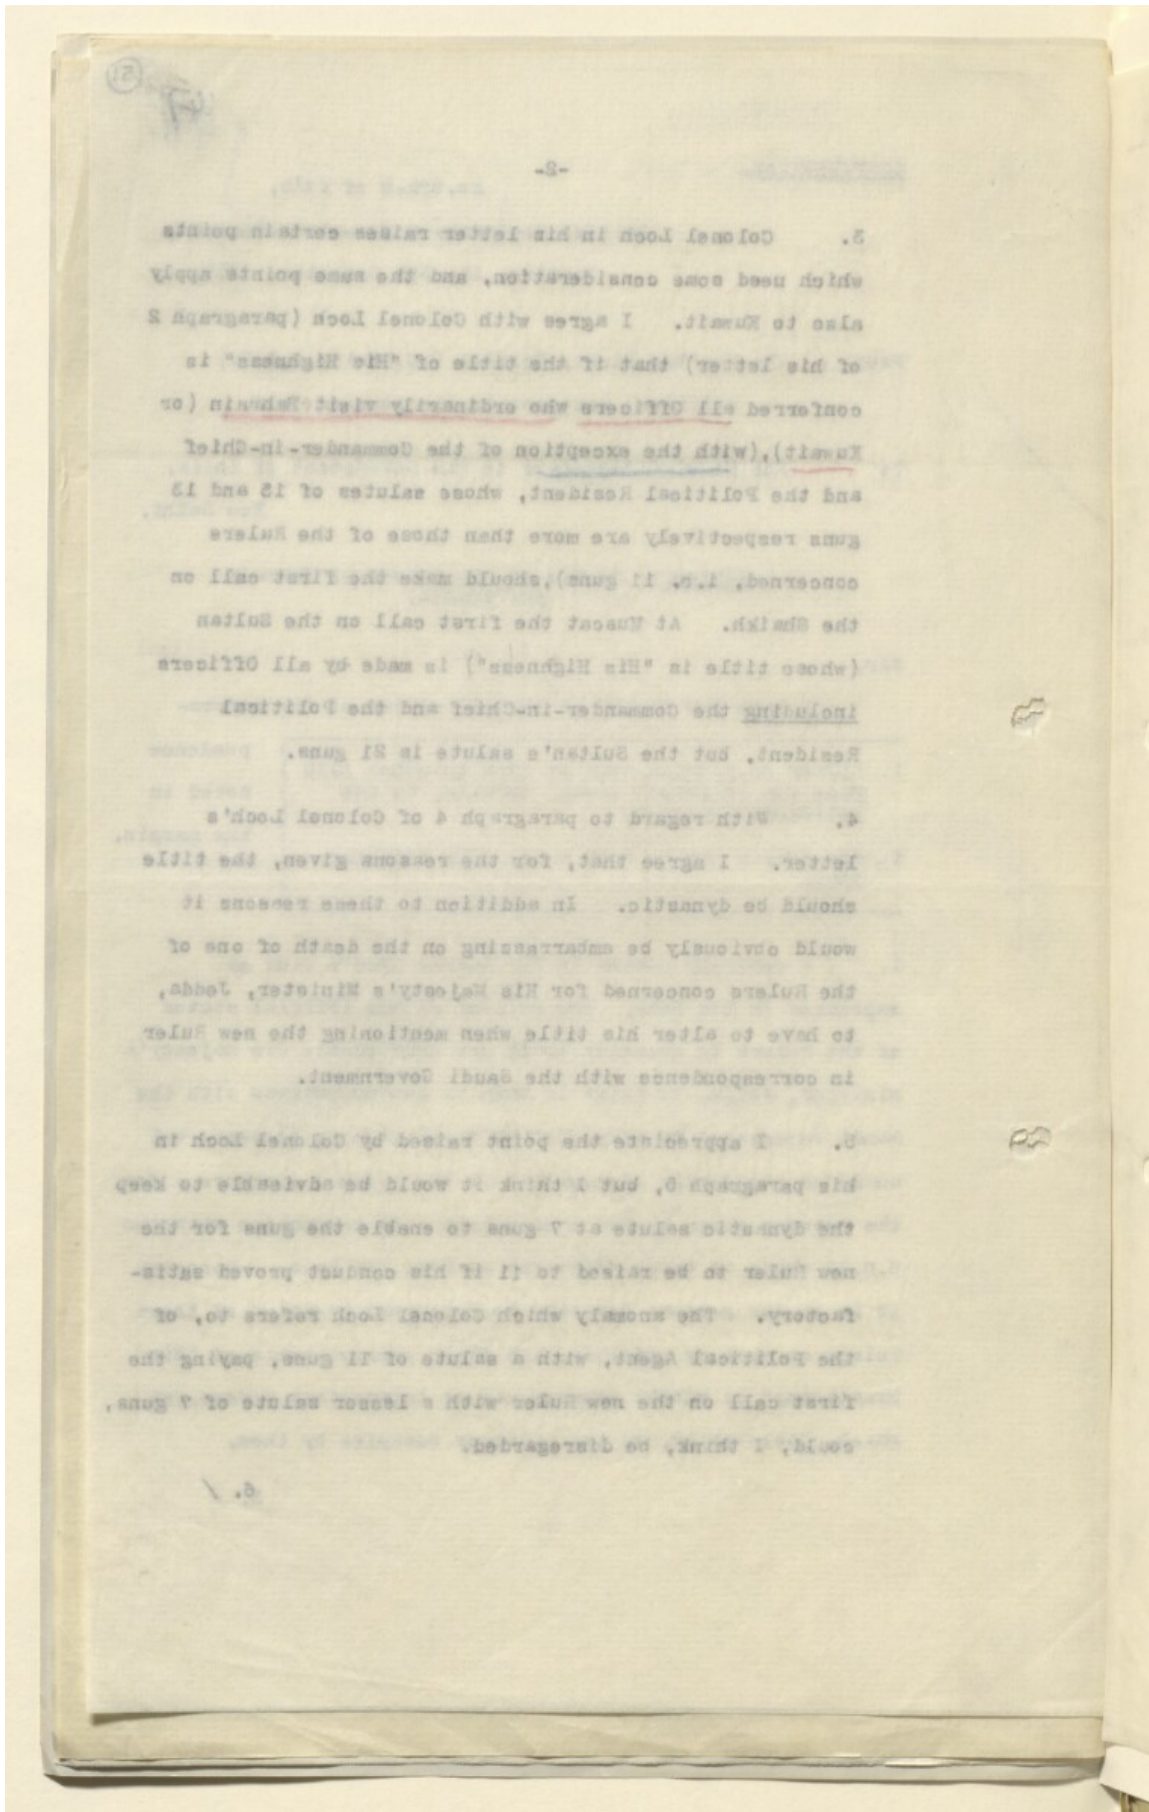 51
-2-
3. Colonel Loch in his letter raises certain points
which need some consideration, and the same points apply
also to Kuwait. I agree with Colonel Loch (paragraph 2
of his letter) that if the title of "His Highness" is
conferred all Officers who ordinarily visit Bahrain (or
Kuwait),(with the exception of the Commander-in-Chief
and the Political Resident, whose salutes of 15 and 13
guns respectively are more than those of the Rulers
concerned, i.e. 11 guns),should make the first call on
the Shaikh. At Muscat the first call on the Sultan
(whose title is "His Highness") is made by all Officers
including the Commander-in-Chief and the Political
Resident, but the Sultan's salute is 21 guns.
4. With regard to paragraph 4 of Colonel Loch's
letter. I agree that, for the reasons given, the title
should be dynastic. In addition to these reasons it
would obviously be embarrassing on the death of one of
the Rulers concerned for His Majesty's Minister, Jedda,
to have to alter his title when mentioning the new Ruler
in correspondence with the Saudi Government.
5. I appreciate the point raised by Colonel Loch in
his paragraph 6, but I think it would be adviseable to keep
the dynastic salute at 7 guns to enable the guns for the
new Ruler to be raised to 11 if his conduct proved satis-
factory. The anomaly which Colonel Loch refers to, of
the Political Agent, with a salute of 11 guns, paying the
first call on the new Ruler with a lesser salute of 7 guns,
could, I think, be disregarded.
6. /